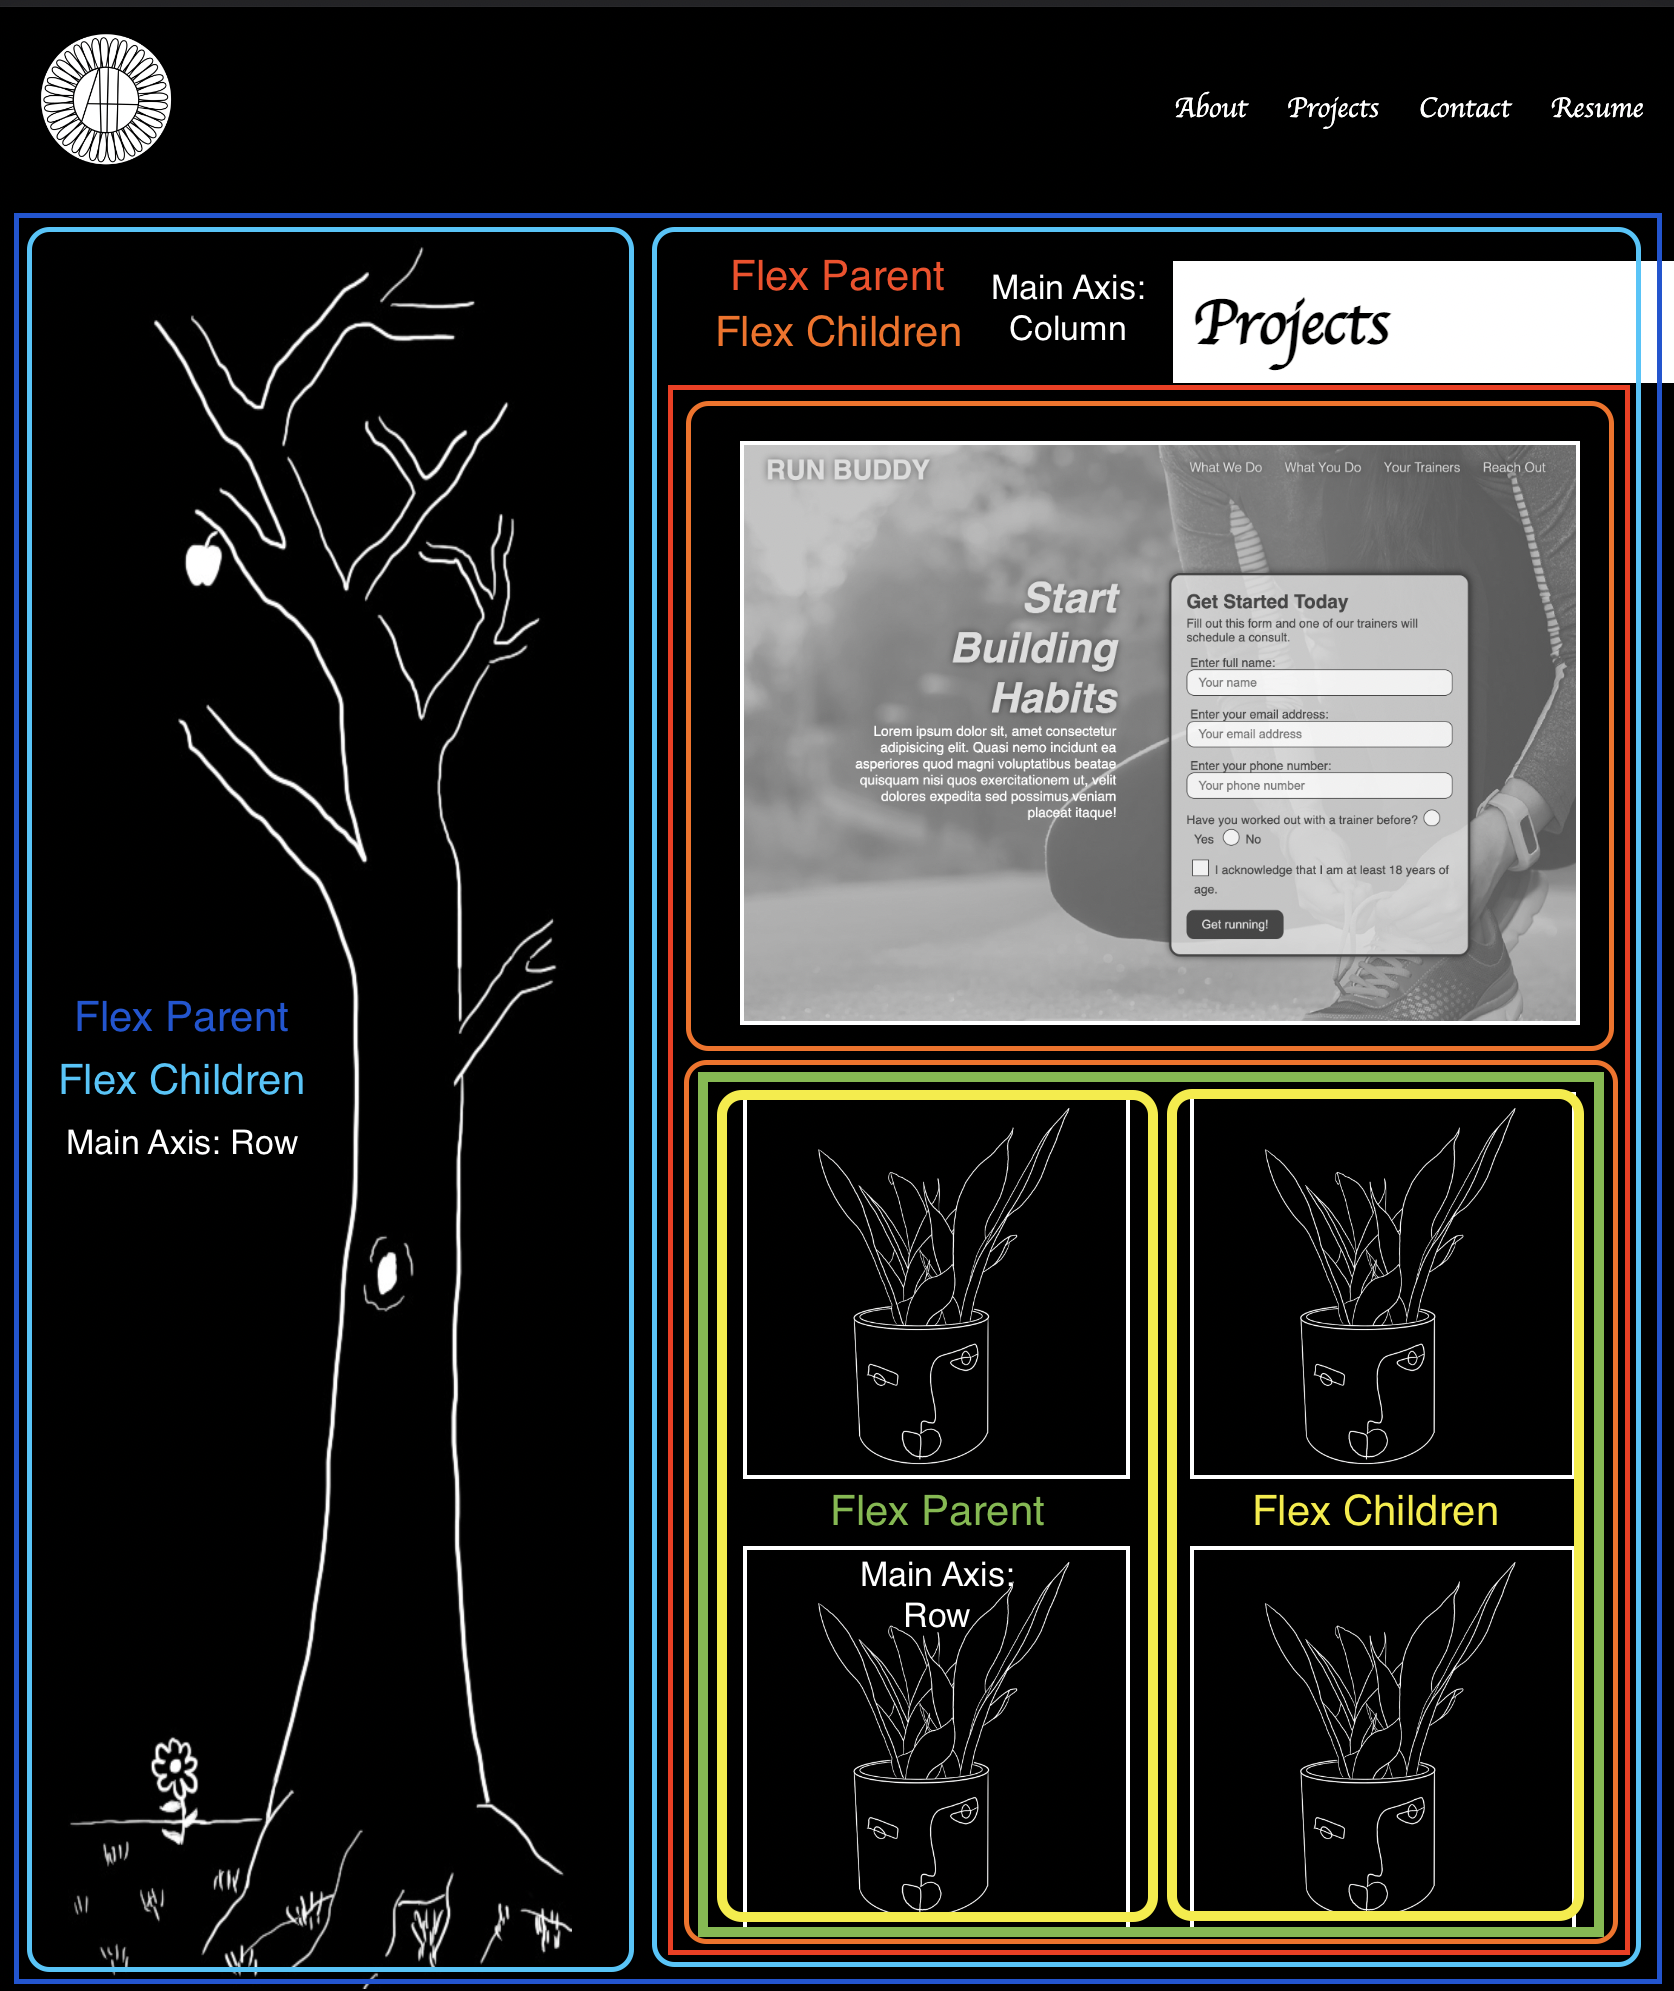 AH
About Projects Contact Resume
Flex Parent
Flex Children
Main Axis: Row
Flex Parent
Flex Children
Main Axis:
Column
Projects
RUN BUDDY
What We Do What You Do Your Trainers Reach Out
Start
Building
Habits
Lorem ipsum dolor sit, amet consectetur
adipisicing elit. Quasi nemo incidunt ea
asperiores quod magni voluptatibus beatae
quisquam nisi quos exercitationem ut, velit
dolores expedita sed possimus veniam
placeat itaque!
Get Started Today
Fill out this form and one of our trainers will
schedule a consult.
Enter full name:
Your name
Enter your email address:
Your email address
Enter your phone number:
Your phone number
Have you worked out with a trainer before?
Yes No
I acknowledge that I am at least 18 years of
age.
Get running!
Flex Parent
Flex Children
Main Axis:
Row